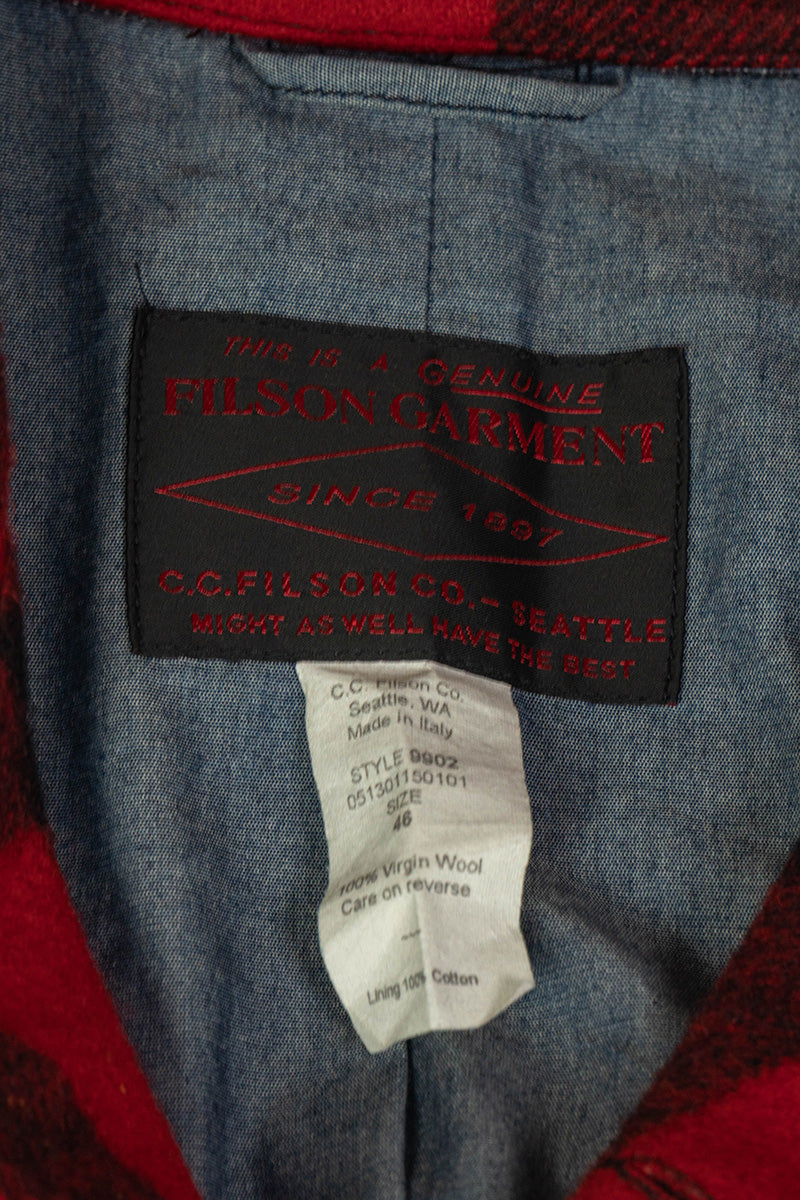 THIS IS A GENUINE
FILSON GARMENT
SINCE 1897
C.C.FILSON CO. – SEATTLE
MIGHT AS WELL HAVE THE BEST
C.C. Filson Co.
Seattle, WA
Made in Italy
STYLE 9902
051301150101
SIZE
46
100% Virgin Wool
Care on reverse
---
Lining 100% Cotton